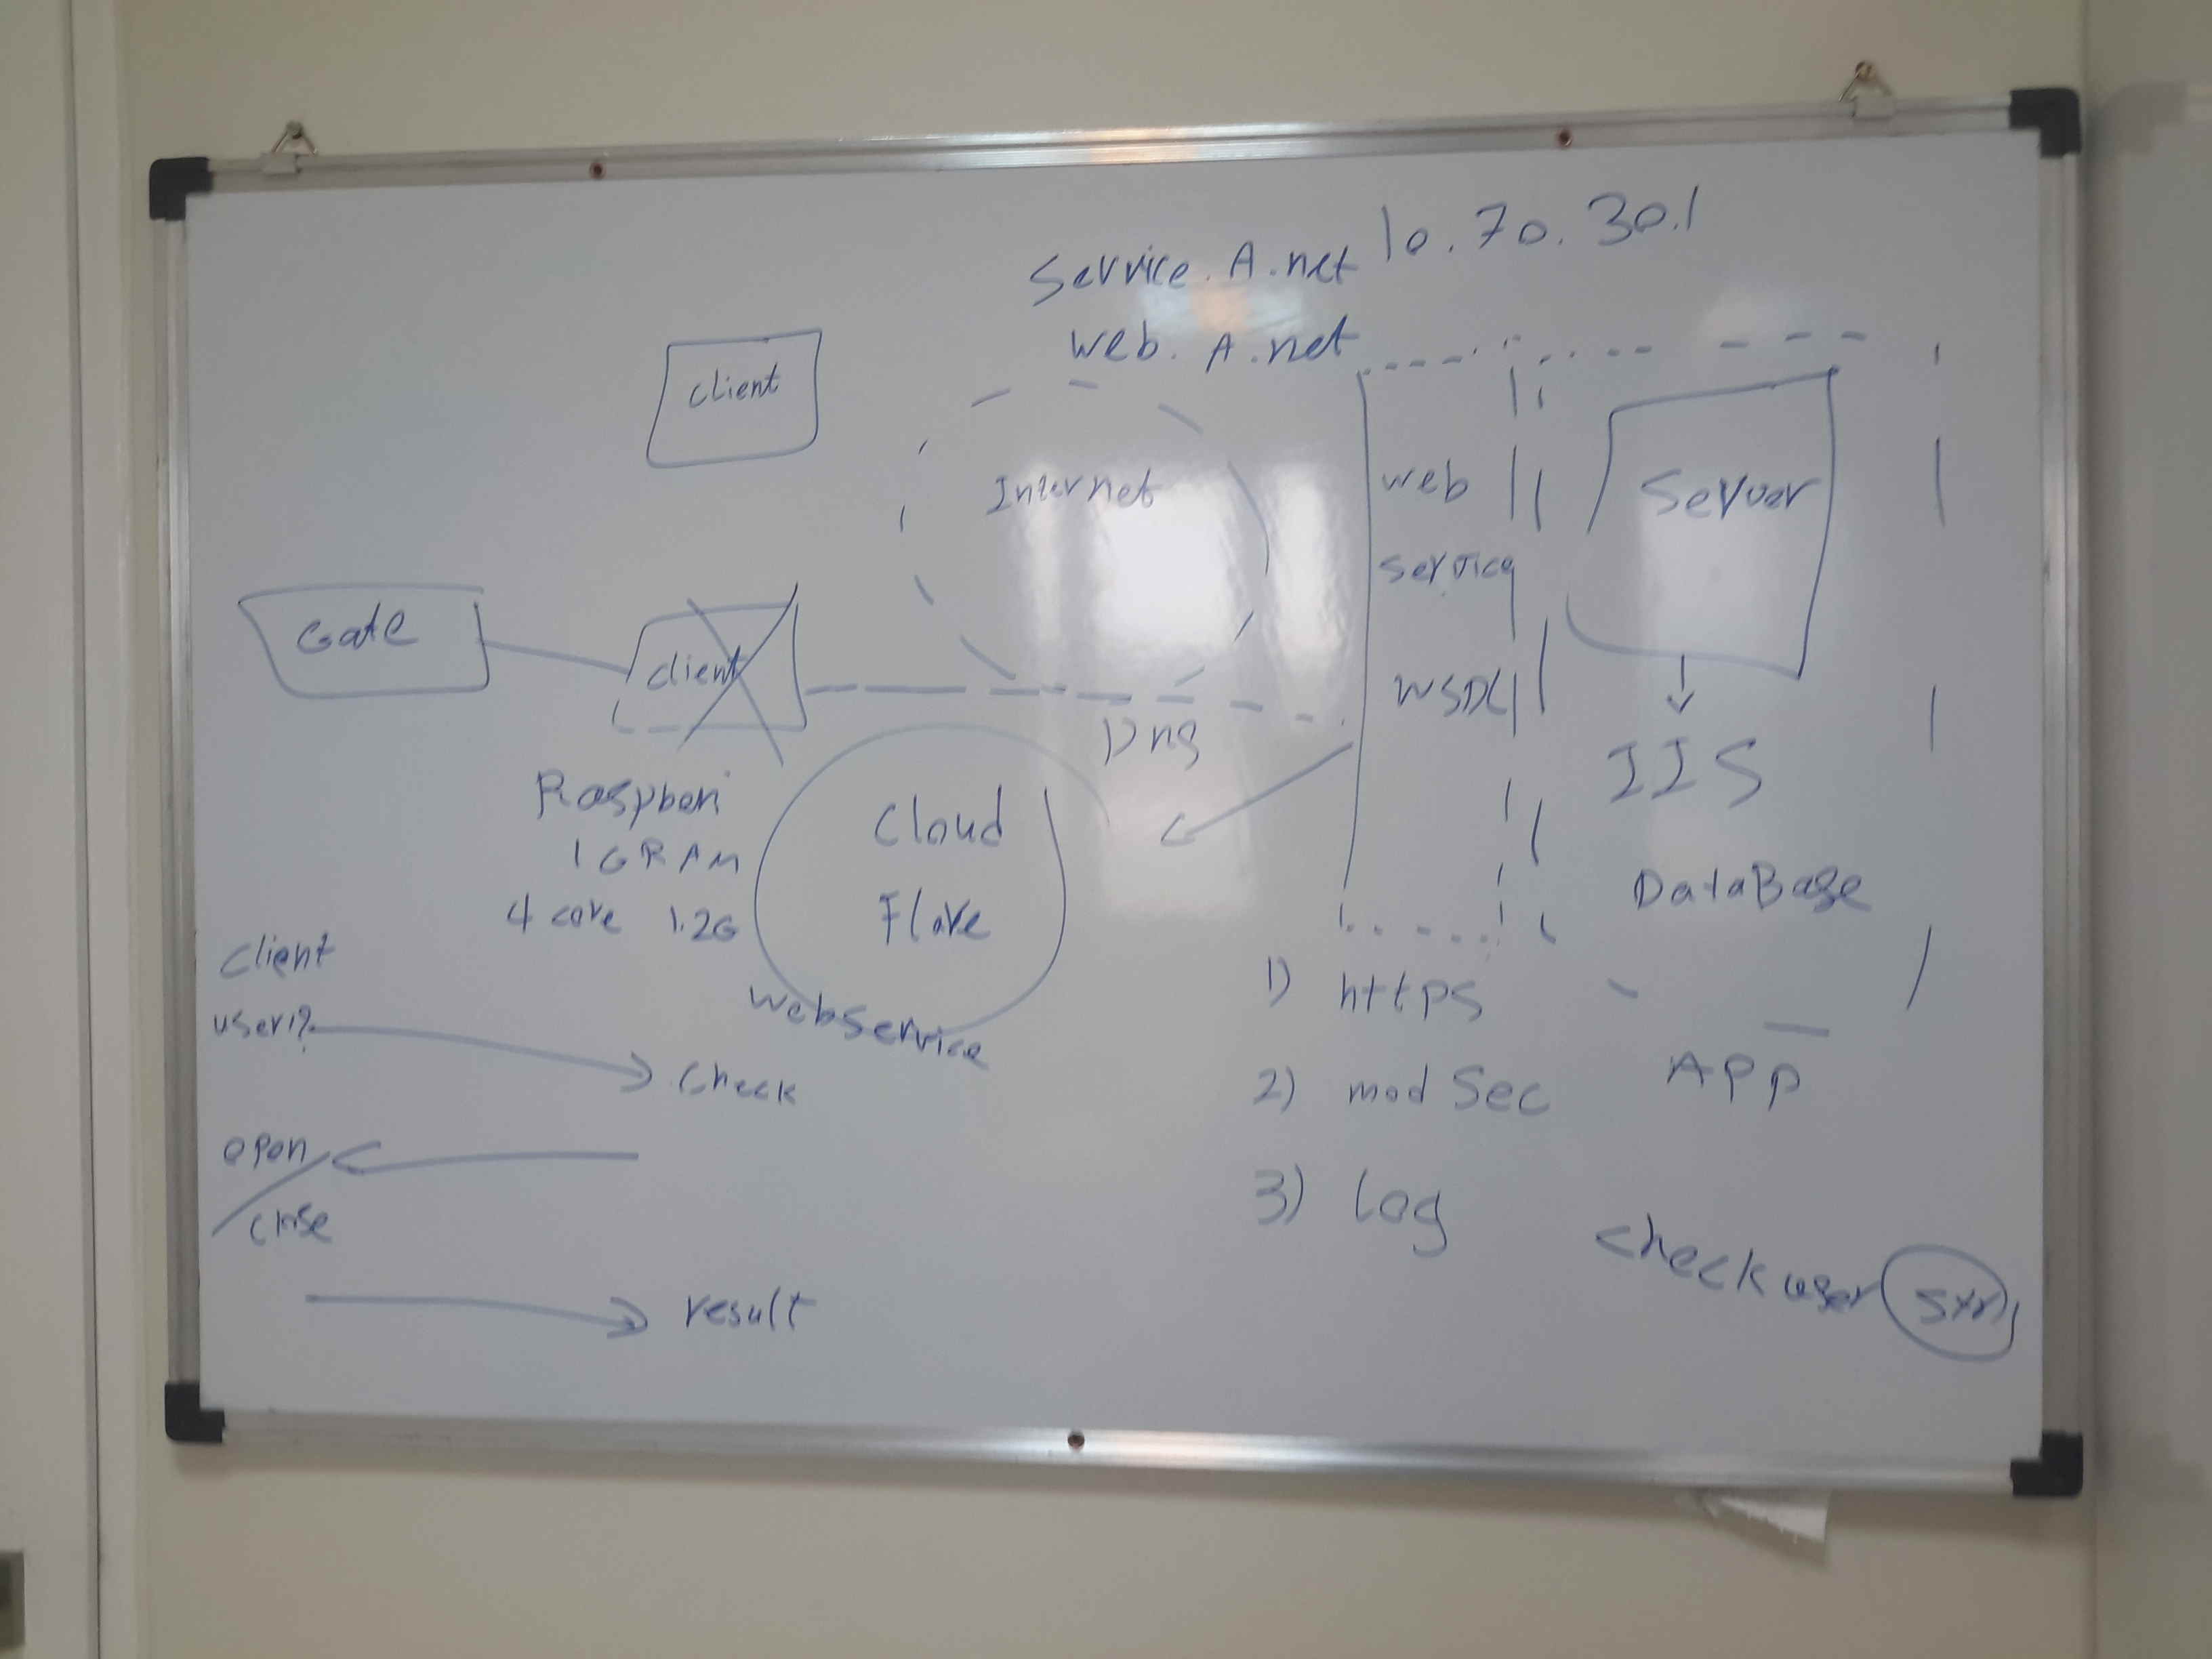 Service.A.net 10.70.30.1
web.A.net
client
Internet
web
service
WSDL
Server
Gate
client
Dns
IIS
Raspberi
1 G RAM
4 core 1.2G
Cloud
Flare
webservice
DataBase
App
client
user1?
check
open
close
result
1) https
2) mod Sec
3) log
check user (str)